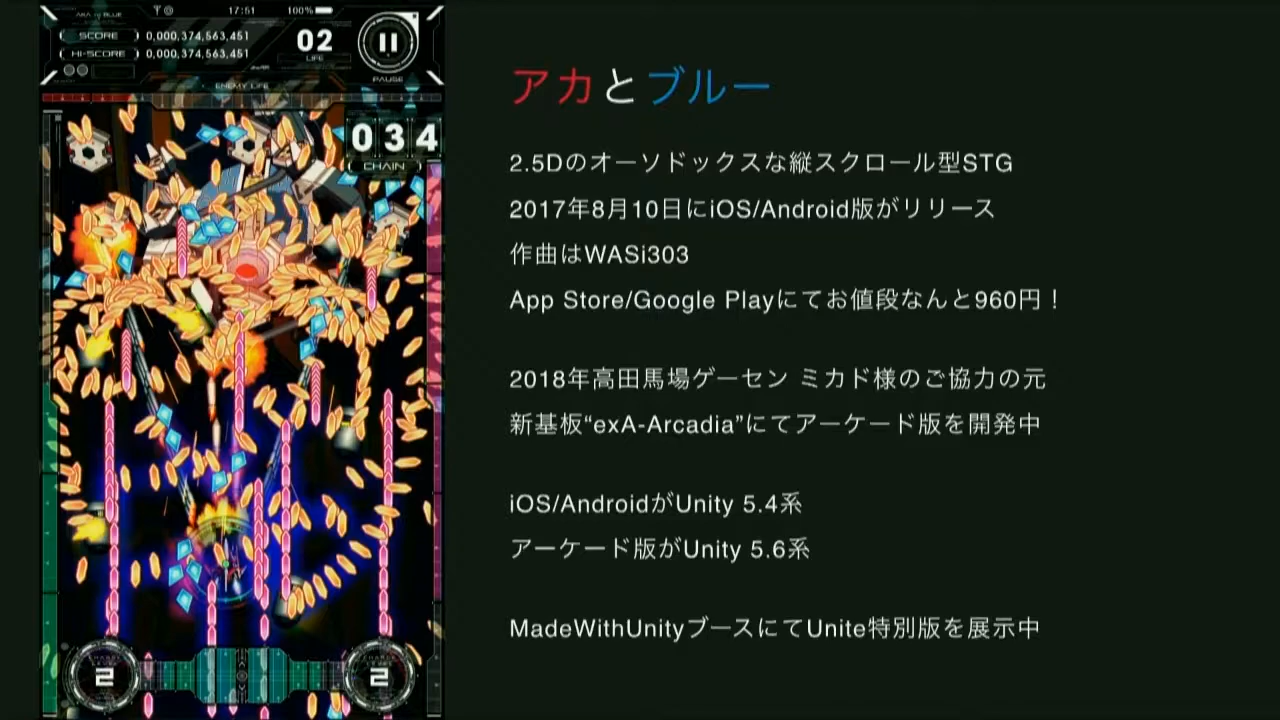 AKA to BLUE
17:51
100%
SCORE 0,000,374,563,451
HI-SCORE 0,000,374,563,451
02
LIFE
PAUSE
ENEMY LIFE
034
CHAIN
2
2
アカとブルー
2.5Dのオーソドックスな縦スクロール型STG
2017年8月10日にiOS/Android版がリリース
作曲はWASi303
App Store/Google Playにてお値段なんと960円！
2018年高田馬場ゲーセン ミカド様のご協力の元
新基板“exA-Arcadia”にてアーケード版を開発中
iOS/AndroidがUnity 5.4系
アーケード版がUnity 5.6系
MadeWithUnityブースにてUnite特別版を展示中